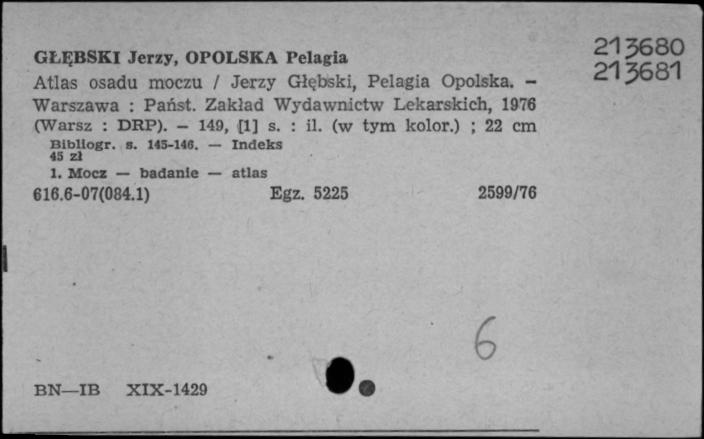 213680
213681
GŁĘBSKI Jerzy, OPOLSKA Pelagia
Atlas osadu moczu / Jerzy Głębski, Pelagia Opolska. –
Warszawa : Państ. Zakład Wydawnictw Lekarskich, 1976
(Warsz : DRP). – 149, [1] s. : il. (w tym kolor.) ; 22 cm
Bibliogr. s. 145-146. — Indeks
45 zł
1. Mocz — badanie — atlas
616.6-07(084.1) Egz. 5225 2599/76
6
BN—IB XIX-1429